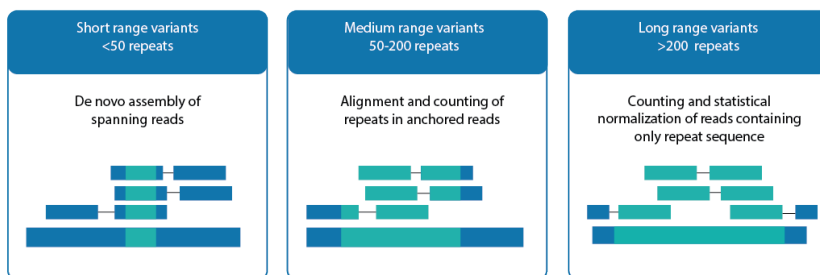 Short range variants
<50 repeats
De novo assembly of
spanning reads
Medium range variants
50-200 repeats
Alignment and counting of
repeats in anchored reads
Long range variants
>200 repeats
Counting and statistical
normalization of reads containing
only repeat sequence